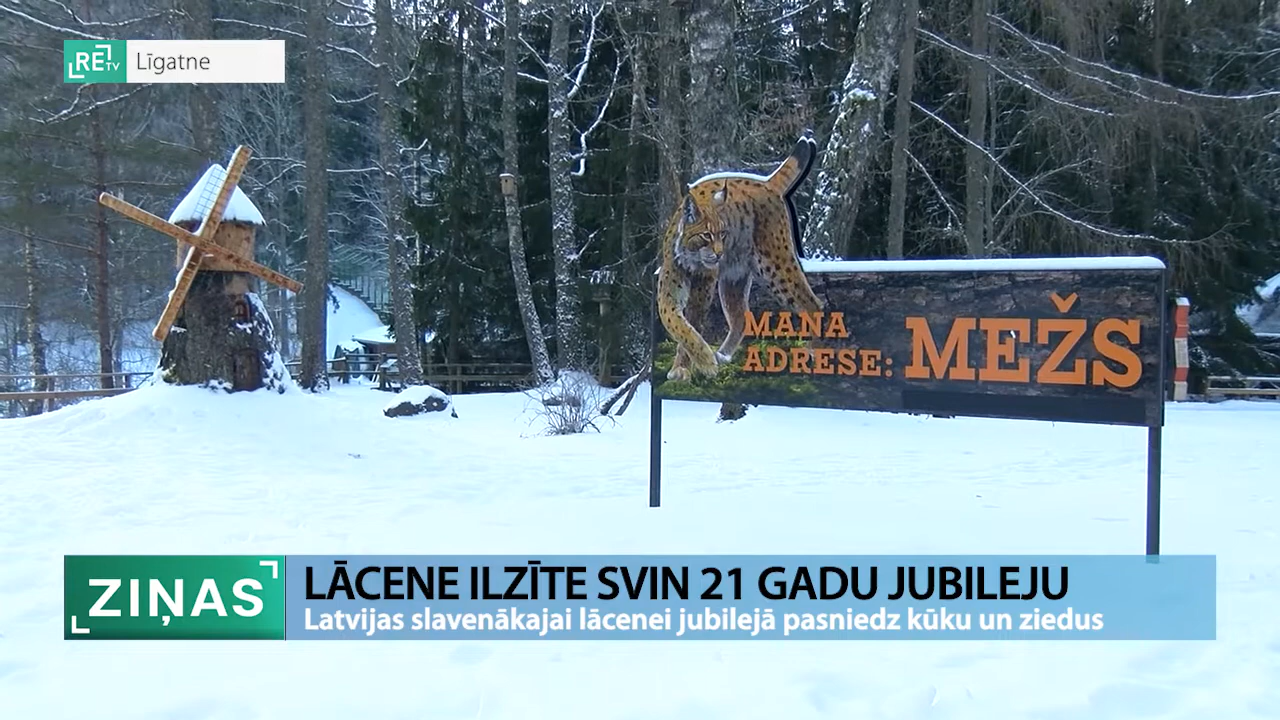 RE TV
Līgatne
MANA
ADRESE: MEŽS
ZIŅAS
LĀCENE ILZĪTE SVIN 21 GADU JUBILEJU
Latvijas slavenākajai lācenei jubilejā pasniedz kūku un ziedus